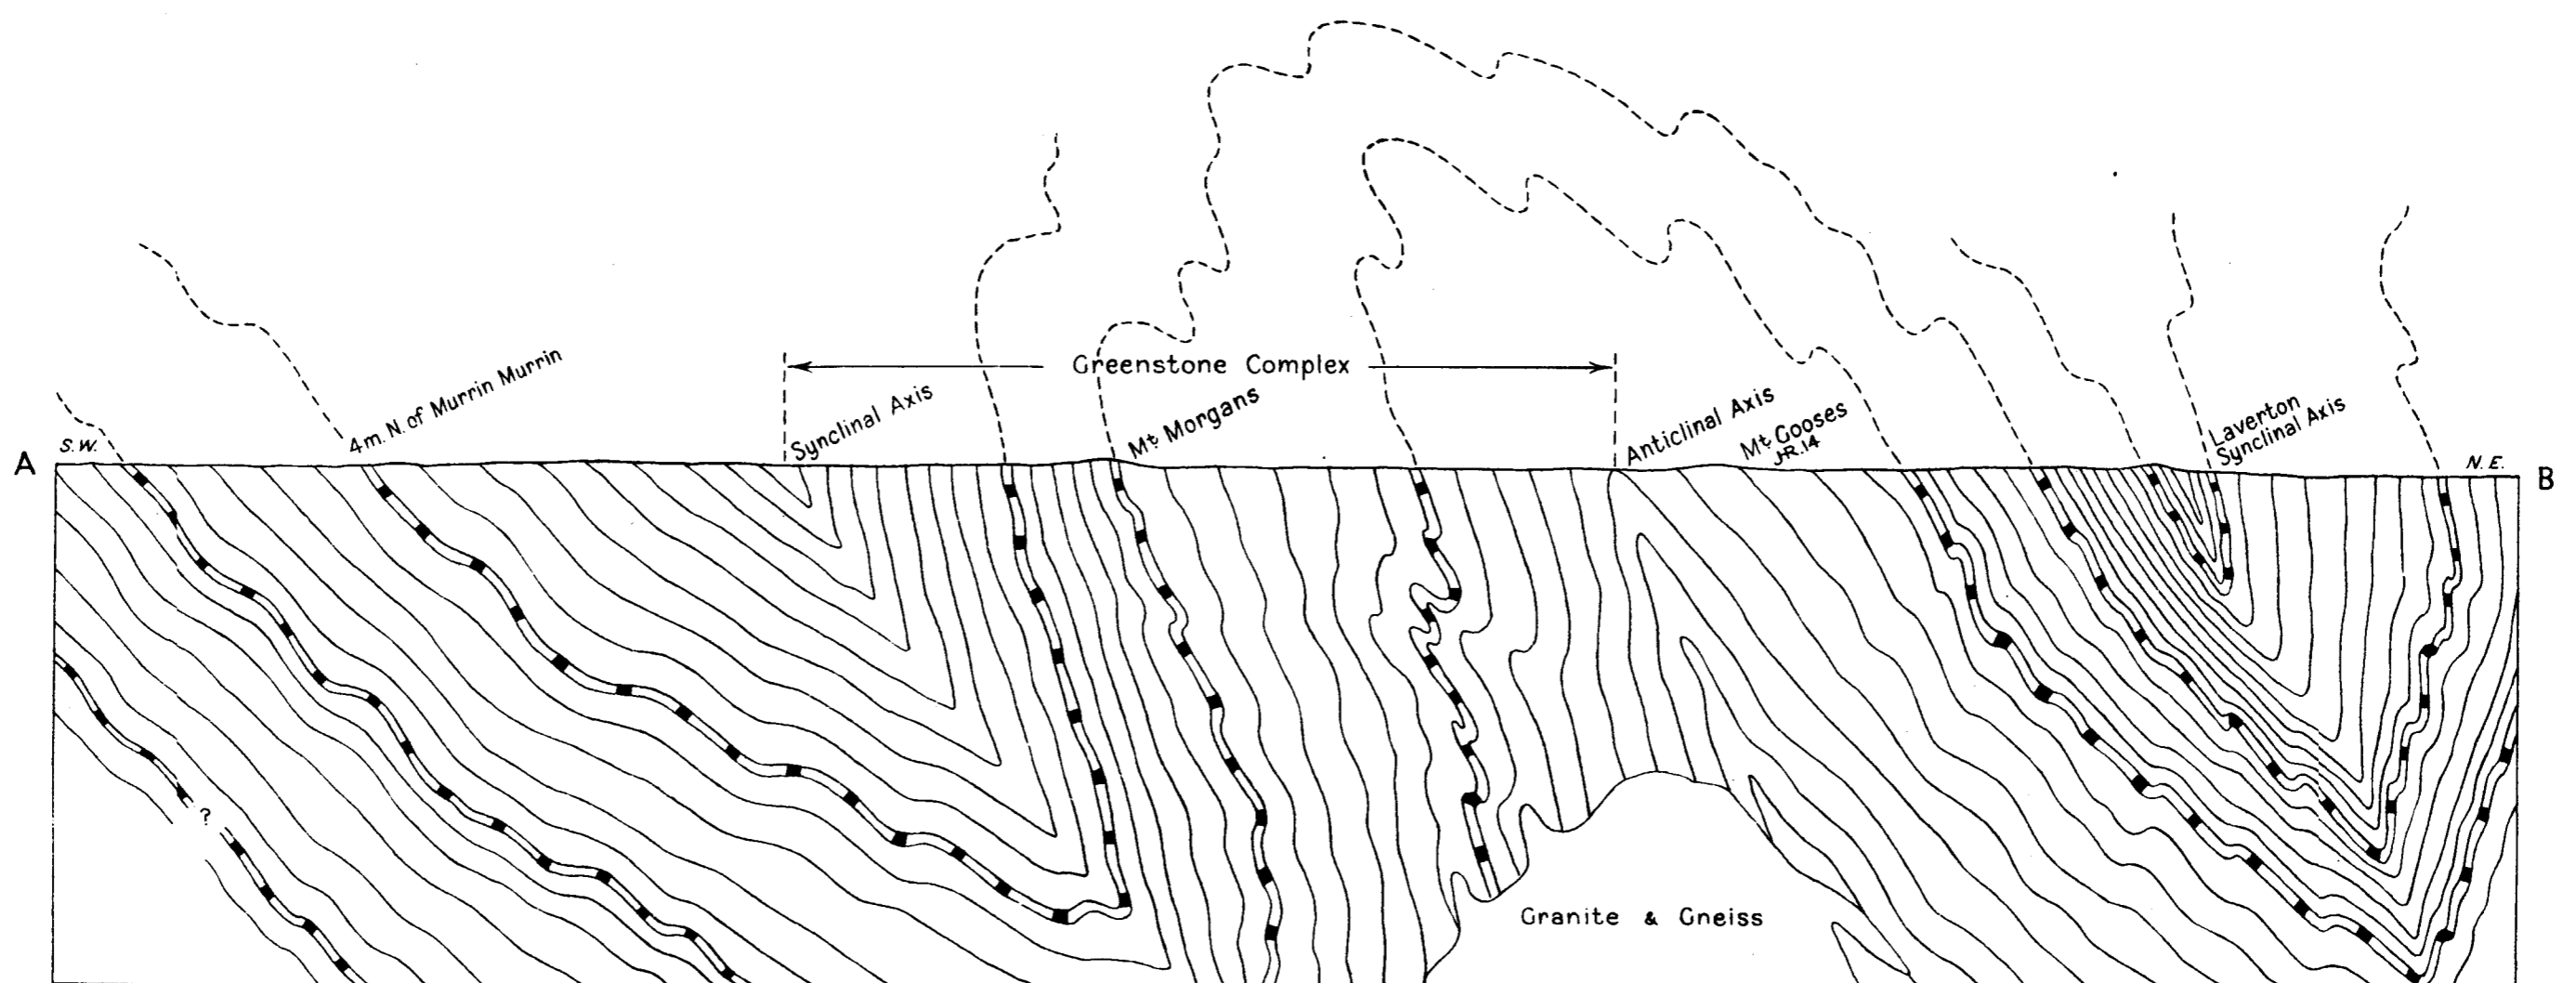 Greenstone Complex
4m. N. of Murrin Murrin
Synclinal Axis
Mt Morgans
Anticlinal Axis
Mt Gooses
J.R.14
Laverton
Synclinal Axis
A
S.W.
N.E.
B
?
Granite & Gneiss